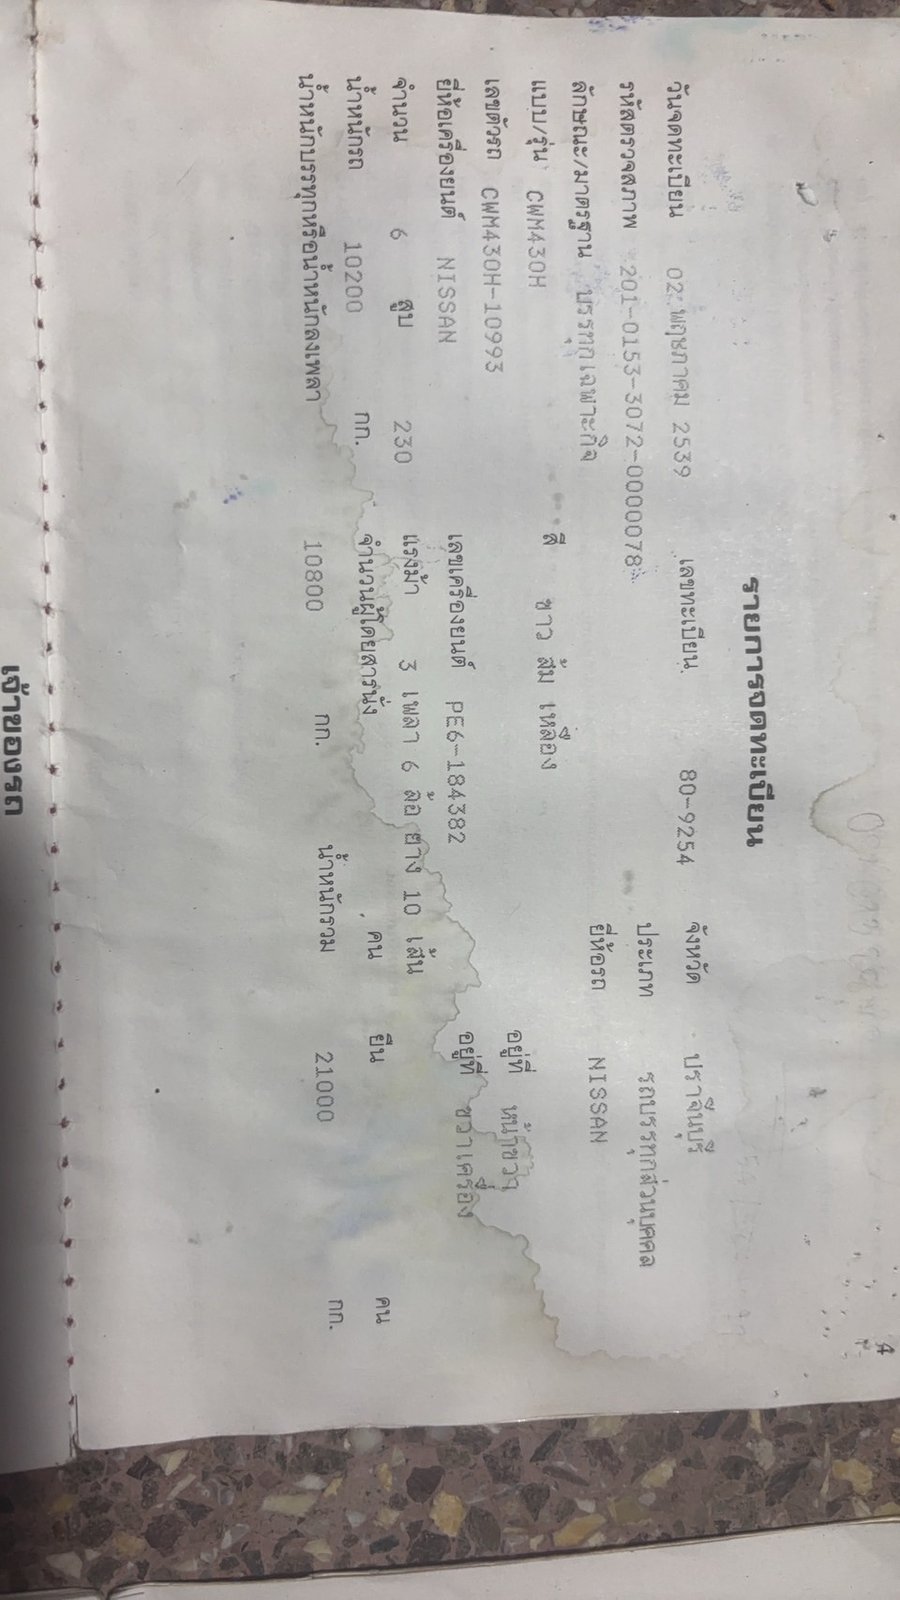 4
รายการจดทะเบียน
วันจดทะเบียน 02 พฤษภาคม 2539 เลขทะเบียน 80-9254 จังหวัด ปราจีนบุรี
รหัสตรวจสภาพ 201-0153-3072-0000078 ประเภท รถบรรทุกส่วนบุคคล
ลักษณะ/มาตรฐาน บรรทุกเฉพาะกิจ ยี่ห้อรถ NISSAN
แบบ/รุ่น CWM430H สี ขาว ส้ม เหลือง
เลขตัวรถ CWM430H-10993 อยู่ที่ หน้าขวา
ยี่ห้อเครื่องยนต์ NISSAN เลขเครื่องยนต์ PE6-184382 อยู่ที่ ขวาเครื่อง
จำนวน 6 สูบ 230 แรงม้า 3 เพลา 6 ล้อ ยาง 10 เส้น
น้ำหนักรถ 10200 กก. จำนวนผู้โดยสารนั่ง คน ยืน คน
น้ำหนักบรรทุกหรือน้ำหนักลงเพลา 10800 กก. น้ำหนักรวม 21000 กก.
เจ้าของรถ